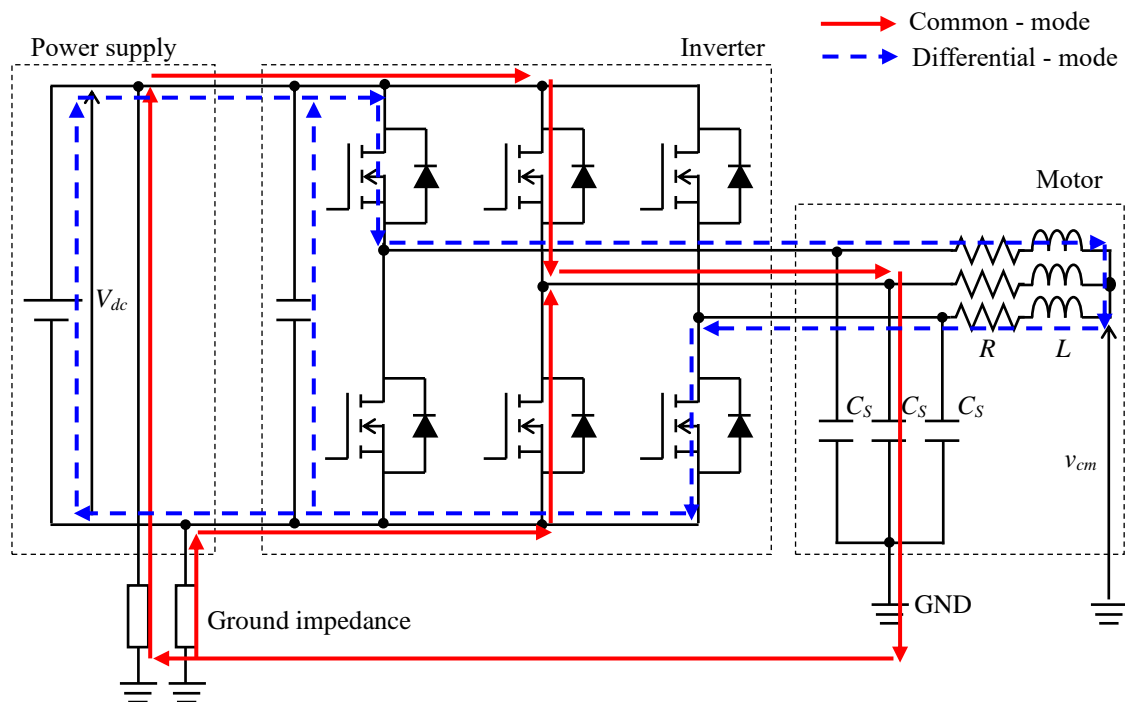 Common - mode
Power supply
Inverter
Differential - mode
Motor
V_dc
R
L
C_S
C_S
C_S
v_cm
GND
Ground impedance